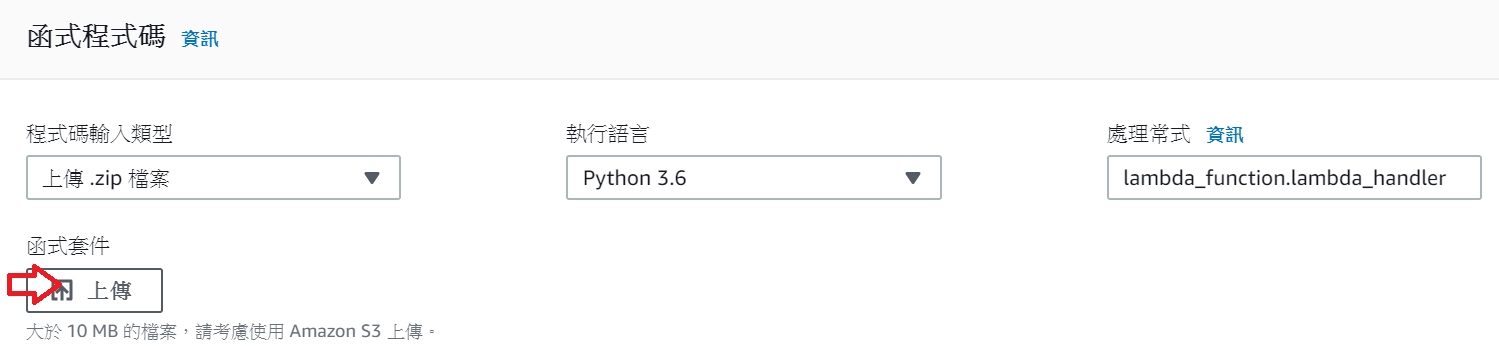 函式程式碼 資訊
程式碼輸入類型 執行語言 處理常式 資訊
上傳 .zip 檔案 Python 3.6 lambda_function.lambda_handler
函式套件
上傳
大於 10 MB 的檔案，請考慮使用 Amazon S3 上傳。